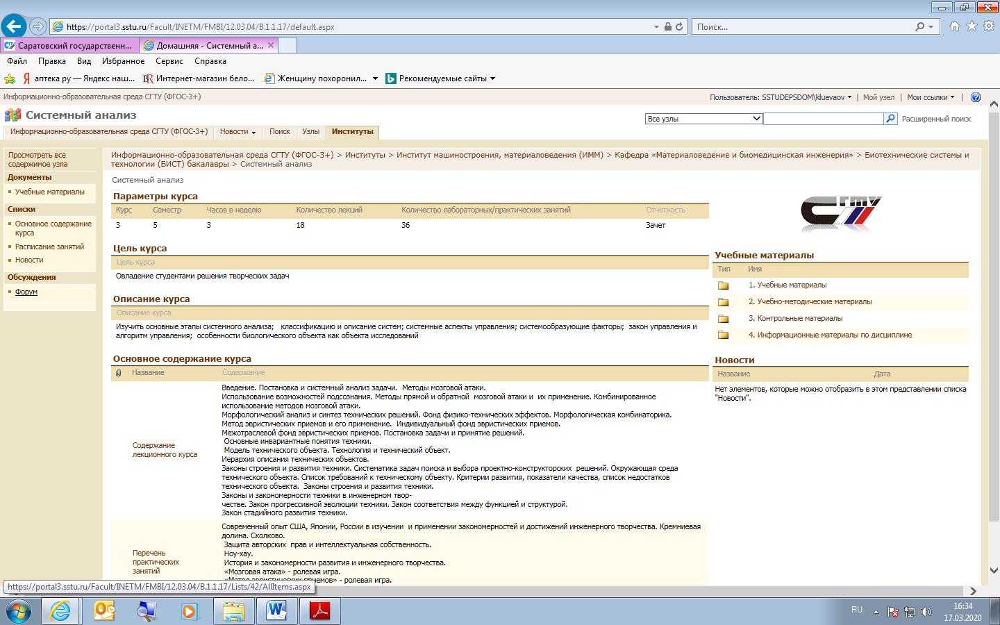 https://portal3.sstu.ru/Facult/INETM/FMBI/12.03.04/B.1.1.17/default.aspx
Поиск...
Саратовский государственн...
Домашняя - Системный а...
Файл Правка Вид Избранное Сервис Справка
аптека ру — Яндекс наш...
Интернет-магазин бело...
Женщину похоронил...
Рекомендуемые сайты
Информационно-образовательная среда СГТУ (ФГОС-3+)
Пользователь: SSTUDEPSDOM\kluevaov | Мой узел | Мои ссылки |
Системный анализ
Все узлы
Расширенный поиск
Информационно-образовательная среда СГТУ (ФГОС-3+) Новости Поиск Узлы Институты
Просмотреть все
содержимое узла
Документы
Учебные материалы
Списки
Основное содержание
курса
Расписание занятий
Новости
Обсуждения
Форум
Информационно-образовательная среда СГТУ (ФГОС-3+) > Институты > Институт машиностроения, материаловедения (ИММ) > Кафедра «Материаловедение и биомедицинская инженерия» > Биотехнические системы и
технологии (БИСТ) бакалавры > Системный анализ
Системный анализ
Параметры курса
Курс Семестр Часов в неделю Количество лекций Количество лабораторных/практических занятий Отчетность
3 5 3 18 36 Зачет
Цель курса
Цель курса
Овладение студентами решения творческих задач
Описание курса
Описание курса
Изучить основные этапы системного анализа; классификацию и описание систем; системные аспекты управления; системообразующие факторы; закон управления и
алгоритм управления; особенности биологического объекта как объекта исследований
Основное содержание курса
Название Содержание
Содержание
лекционного курса
Введение. Постановка и системный анализ задачи. Методы мозговой атаки.
Использование возможностей подсознания. Методы прямой и обратной мозговой атаки и их применение. Комбинированное
использование методов мозговой атаки.
Морфологический анализ и синтез технических решений. Фонд физико-технических эффектов. Морфологическая комбинаторика.
Метод эвристических приемов и его применение. Индивидуальный фонд эвристических приемов.
Межотраслевой фонд эвристических приемов. Постановка задачи и принятие решений.
Основные инвариантные понятия техники.
Модель технического объекта. Технология и технический объект.
Иерархия описания технических объектов.
Законы строения и развития техники. Систематика задач поиска и выбора проектно-конструкторских решений. Окружающая среда
технического объекта. Список требований к техническому объекту. Критерии развития, показатели качества, список недостатков
технического объекта. Законы строения и развития техники.
Законы и закономерности техники в инженерном твор-
честве. Закон прогрессивной эволюции техники. Закон соответствия между функцией и структурой.
Закон стадийного развития техники.
Перечень
практических
занятий
Современный опыт США, Японии, России в изучении и применении закономерностей и достижений инженерного творчества. Кремниевая
долина. Сколково.
Защита авторских прав и интеллектуальная собственность.
Ноу-хау.
История и закономерности развития и инженерного творчества.
«Мозговая атака» - ролевая игра.
«Метод эвристических приемов» - ролевая игра.
сгту
Учебные материалы
Тип Имя
1. Учебные материалы
2. Учебно-методические материалы
3. Контрольные материалы
4. Информационные материалы по дисциплине
Новости
Название Дата
Нет элементов, которые можно отобразить в этом представлении списка
"Новости".
https://portal3.sstu.ru/Facult/INETM/FMBI/12.03.04/B.1.1.17/Lists/42/AllItems.aspx
RU
16:34
17.03.2020